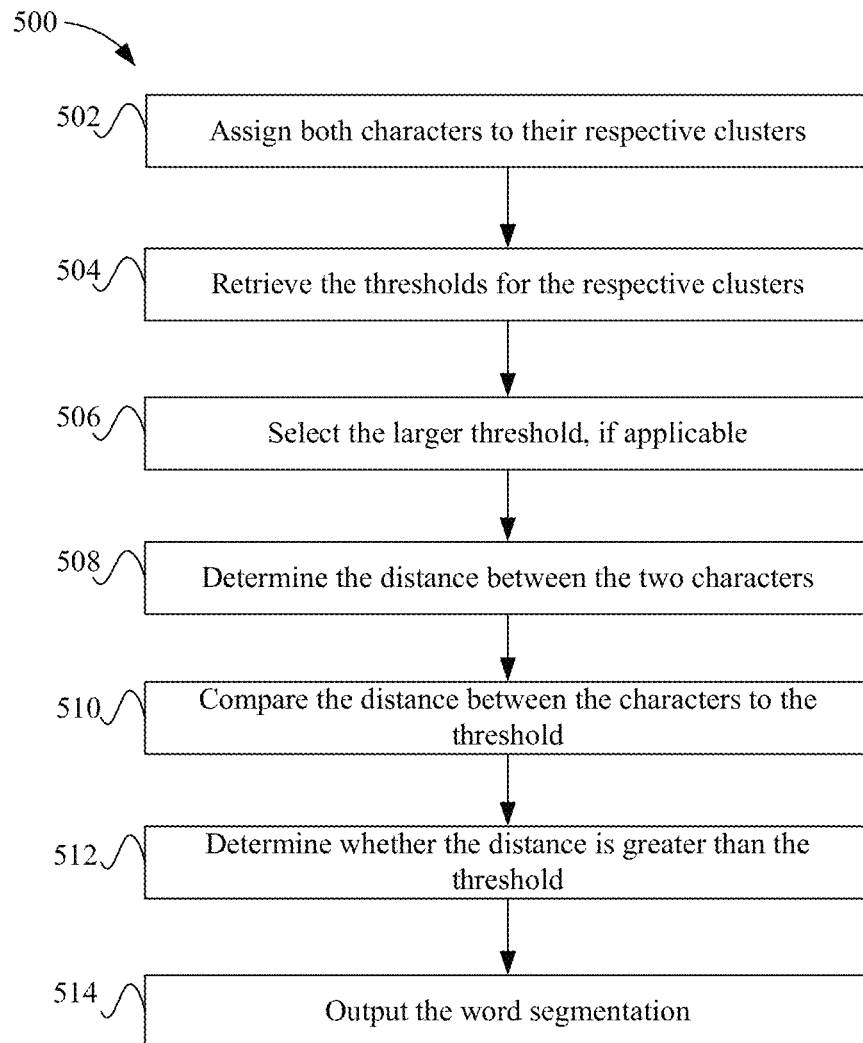 500
502
Assign both characters to their respective clusters
504
Retrieve the thresholds for the respective clusters
506
Select the larger threshold, if applicable
508
Determine the distance between the two characters
510
Compare the distance between the characters to the
threshold
512
Determine whether the distance is greater than the
threshold
514
Output the word segmentation